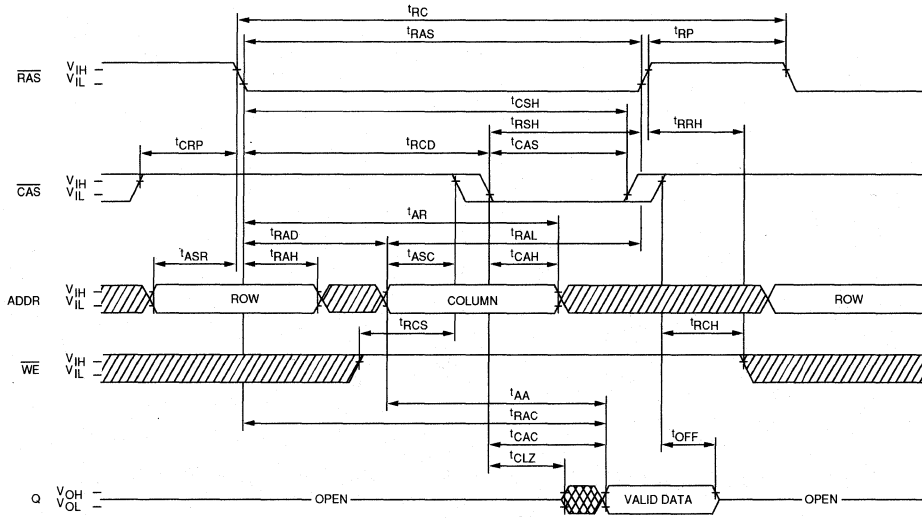 tRC
tRAS
tRP
RAS
VIH
VIL
tCSH
tRSH
tRRH
tCRP
tRCD
tCAS
CAS
VIH
VIL
tAR
tRAD
tRAL
tASR
tRAH
tASC
tCAH
ADDR
VIH
VIL
ROW
COLUMN
ROW
tRCS
tRCH
WE
VIH
VIL
tAA
tRAC
tCAC
tOFF
tCLZ
Q
VOH
VOL
OPEN
VALID DATA
OPEN